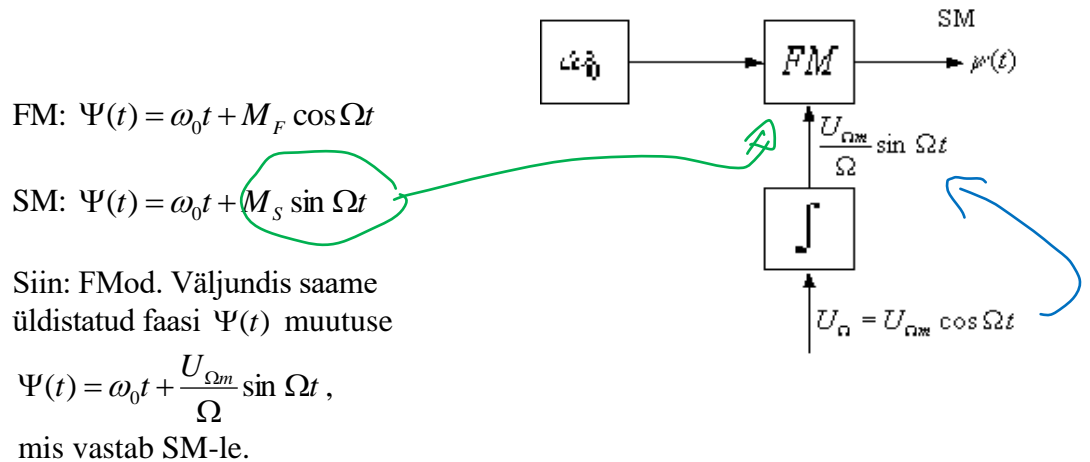 SM
ω₀
FM
ψ(t)
FM: Ψ(t) = ω₀t + M_F cos Ωt
U_Ωm/Ω sin Ωt
SM: Ψ(t) = ω₀t + M_S sin Ωt
∫
Siin: FMod. Väljundis saame
üldistatud faasi Ψ(t) muutuse
U_Ω = U_Ωm cos Ωt
Ψ(t) = ω₀t + U_Ωm/Ω sin Ωt ,
mis vastab SM-le.